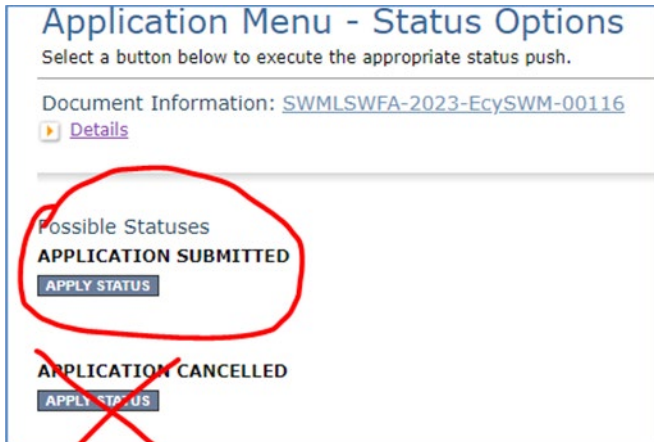 Application Menu - Status Options
Select a button below to execute the appropriate status push.
Document Information: SWMLSWFA-2023-EcySWM-00116
Details
Possible Statuses
APPLICATION SUBMITTED
APPLY STATUS
APPLICATION CANCELLED
APPLY STATUS